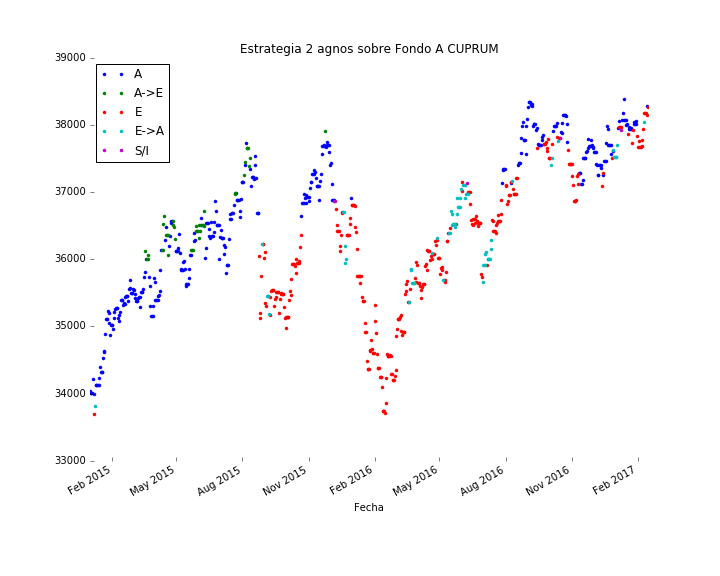 Estrategia 2 agnos sobre Fondo A CUPRUM
39000
38000
37000
36000
35000
34000
33000
A
A->E
E
E->A
S/I
Feb 2015
May 2015
Aug 2015
Nov 2015
Feb 2016
May 2016
Aug 2016
Nov 2016
Feb 2017
Fecha